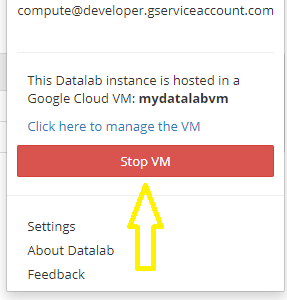 compute@developer.gserviceaccount.com
This Datalab instance is hosted in a
Google Cloud VM: mydatalabvm
Click here to manage the VM
Stop VM
Settings
About Datalab
Feedback